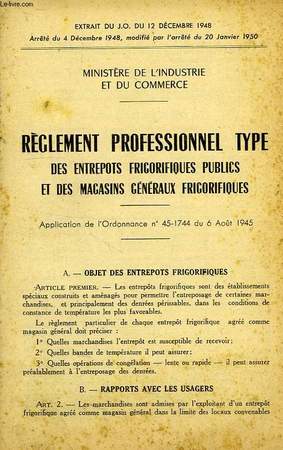 EXTRAIT DU J.O. DU 12 DÉCEMBRE 1948
Arrêté du 4 Décembre 1948, modifié par l'arrêté du 20 Janvier 1950
MINISTÈRE DE L'INDUSTRIE
ET DU COMMERCE
RÈGLEMENT PROFESSIONNEL TYPE
DES ENTREPOTS FRIGORIFIQUES PUBLICS
ET DES MAGASINS GÉNÉRAUX FRIGORIFIQUES
Application de l'Ordonnance n° 45-1744 du 6 Août 1945
A. — OBJET DES ENTREPOTS FRIGORIFIQUES
ARTICLE PREMIER. — Les entrepôts frigorifiques sont des établissements
spéciaux construits et aménagés pour permettre l'entreposage de certaines mar-
chandises, et principalement des denrées périssables, dans les conditions de
constance de température les plus favorables.
Le règlement particulier de chaque entrepôt frigorifique agréé comme
magasin général doit préciser :
1° Quelles marchandises l'entrepôt est susceptible de recevoir;
2° Quelles bandes de température il peut assurer;
3° Quelles opérations de congélation — lente ou rapide — il peut assurer
préalablement à l'entreposage des denrées.
B. — RAPPORTS AVEC LES USAGERS
ART. 2. — Les marchandises sont admises par l'exploitant d'un entrepôt
frigorifique agréé comme magasin général dans la limite des locaux convenables
Le-livre.com